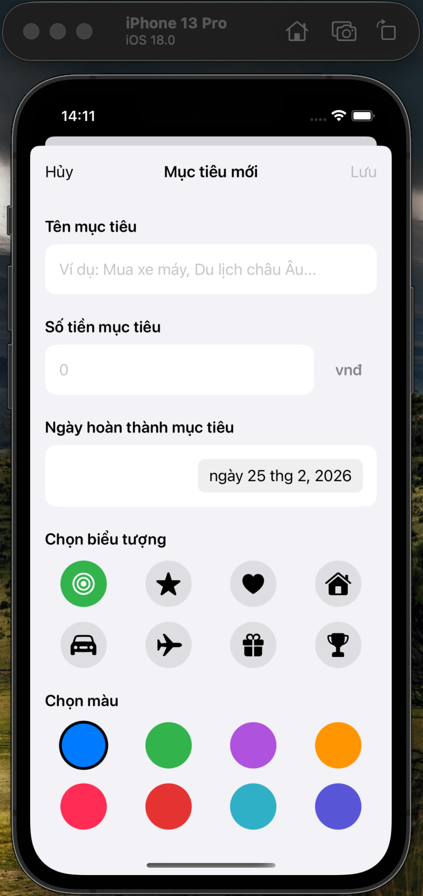 iPhone 13 Pro
iOS 18.0
14:11
Hủy
Mục tiêu mới
Lưu
Tên mục tiêu
Ví dụ: Mua xe máy, Du lịch châu Âu...
Số tiền mục tiêu
0
vnđ
Ngày hoàn thành mục tiêu
ngày 25 thg 2, 2026
Chọn biểu tượng
Chọn màu